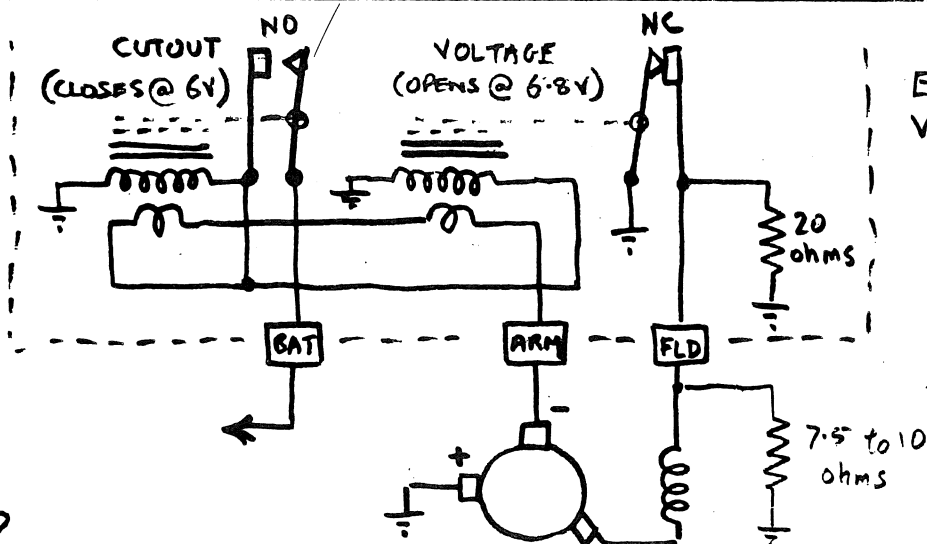 NO
NC
CUTOUT
(CLOSES @ 6V)
VOLTAGE
(OPENS @ 6.8V)
E
V
20
ohms
BAT
ARM
FLD
-
+
7.5 to 10
ohms